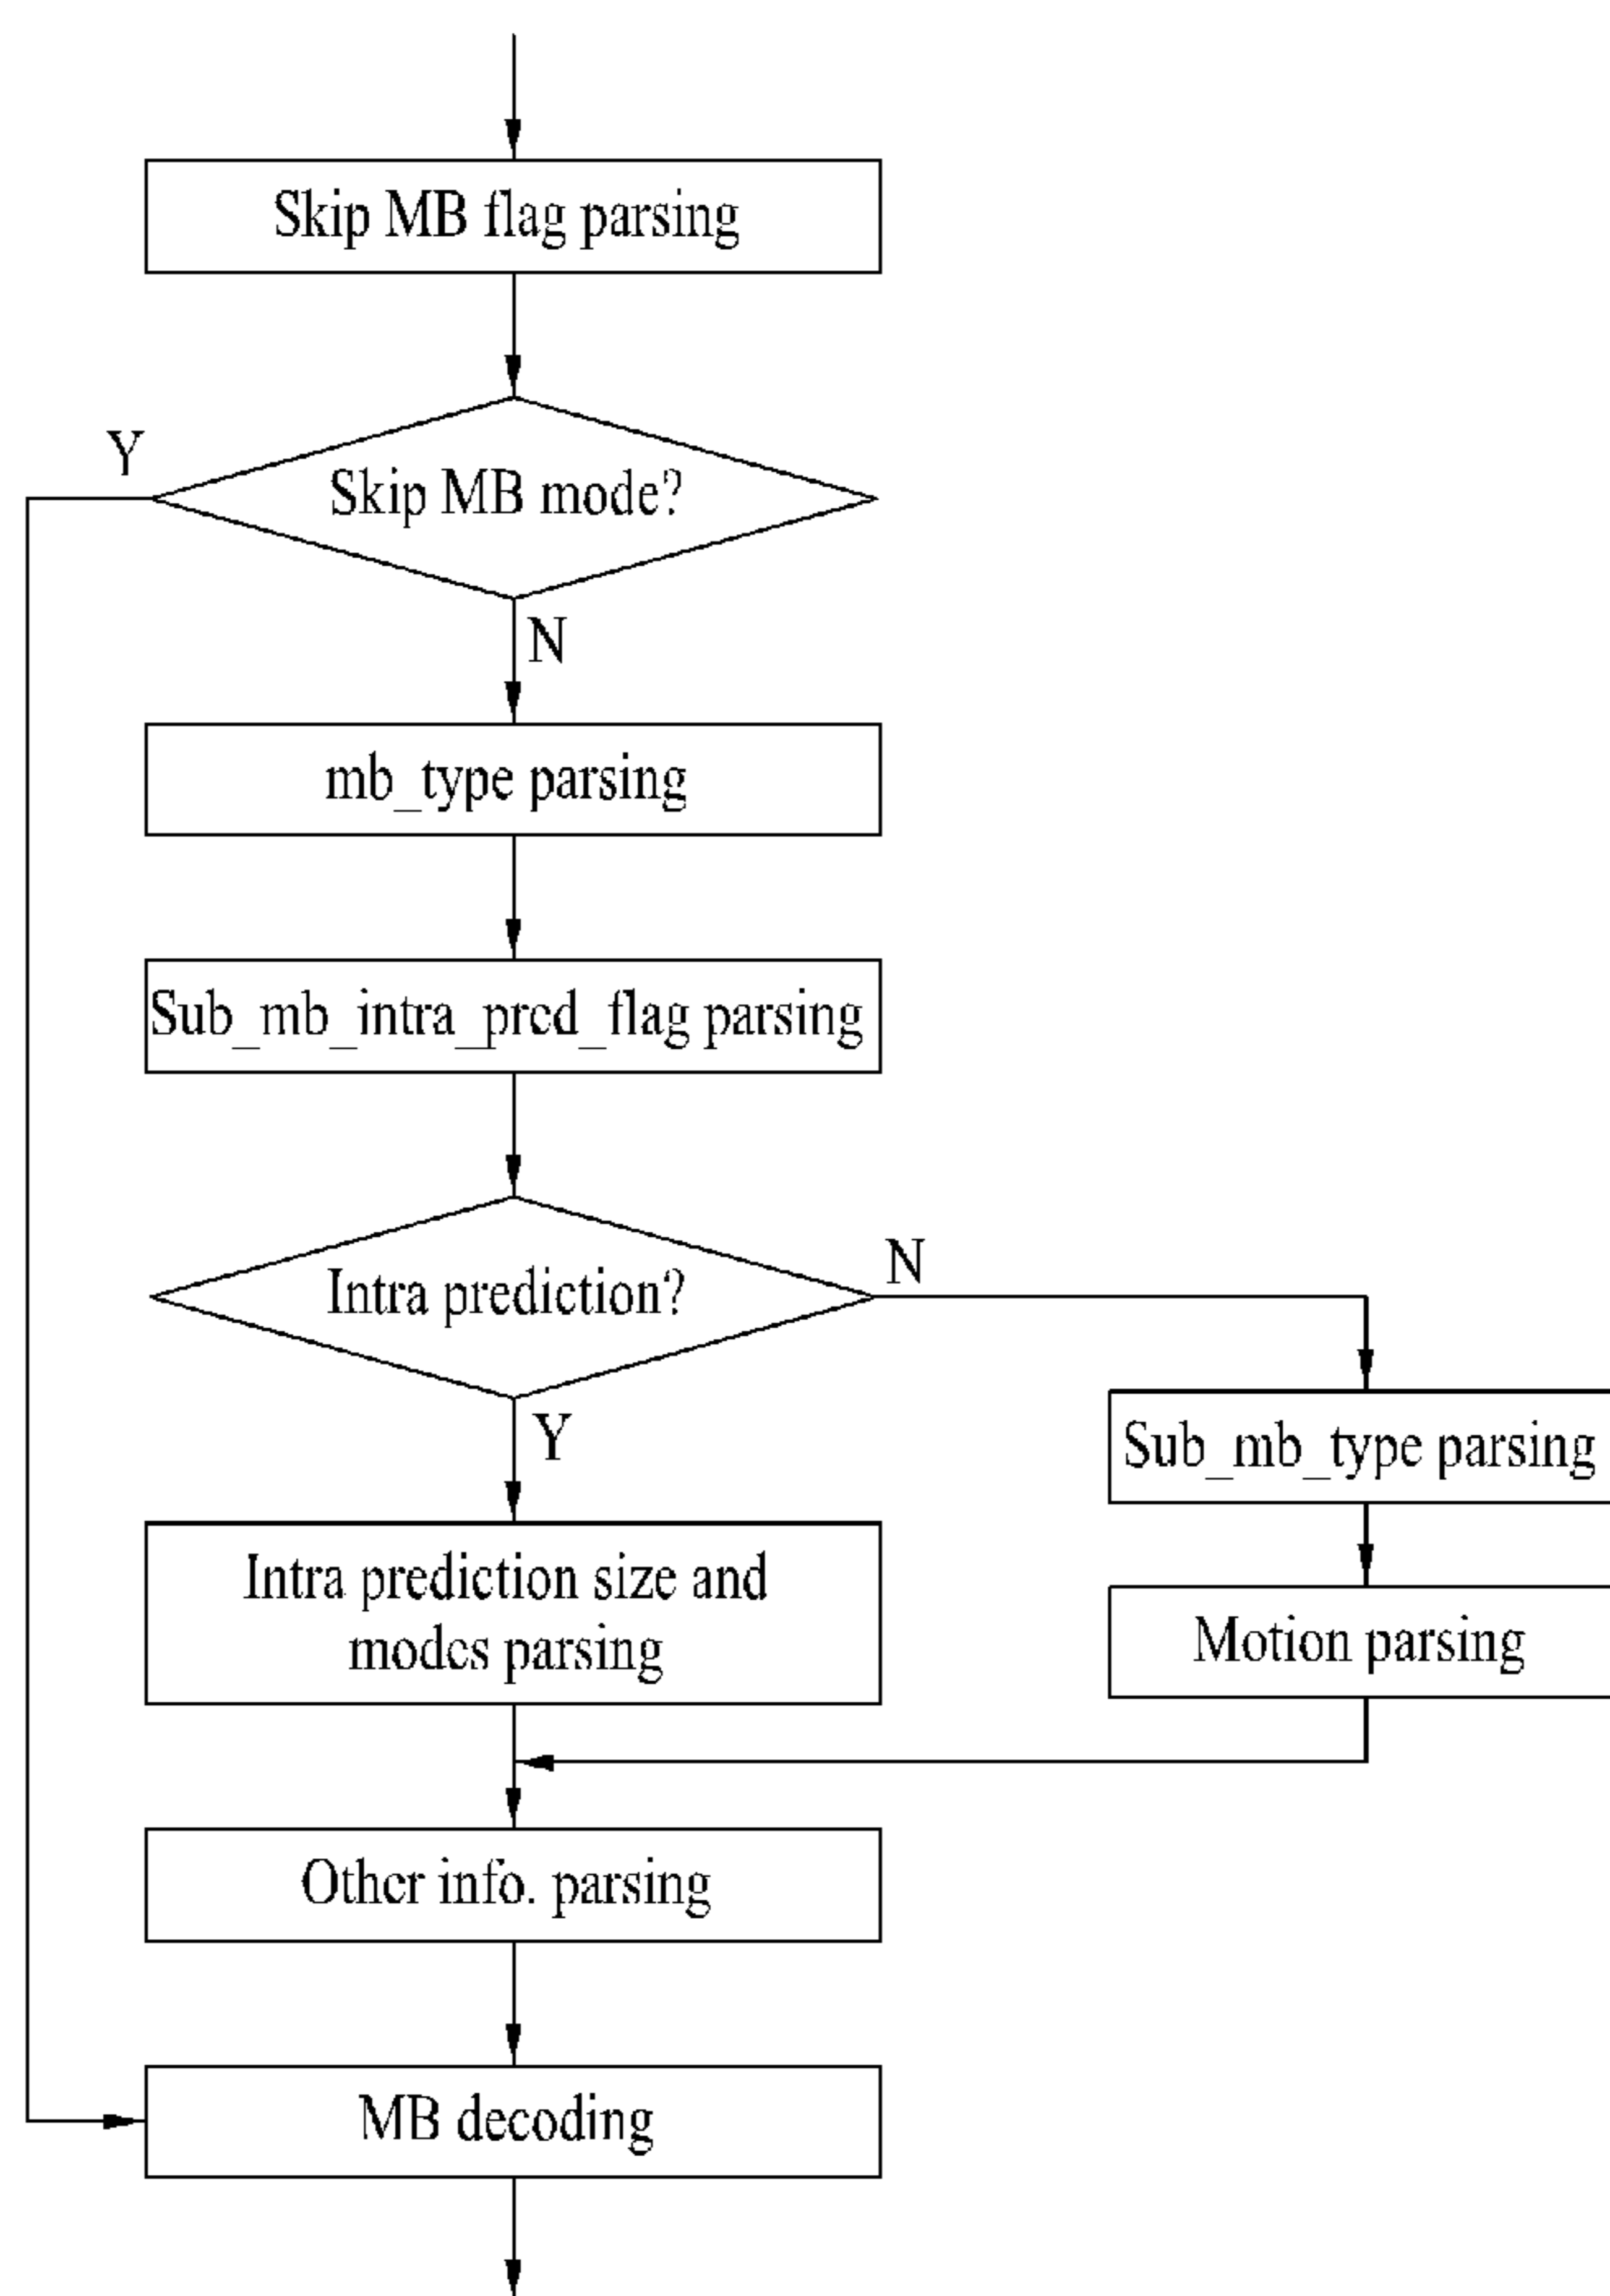 Skip MB flag parsing
Y
Skip MB mode?
N
mb_type parsing
Sub_mb_intra_pred_flag parsing
Intra prediction?
N
Y
Sub_mb_type parsing
Intra prediction size and
modes parsing
Motion parsing
Other info. parsing
MB decoding